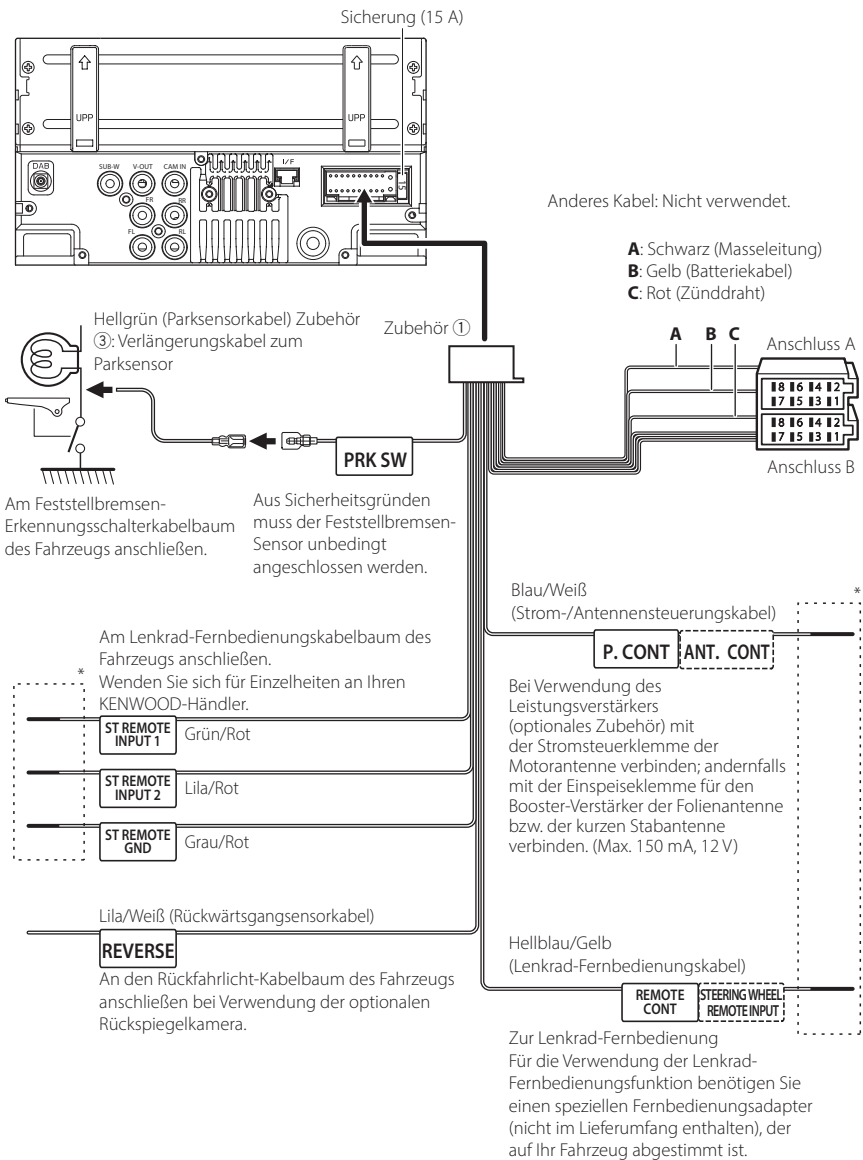 Sicherung (15 A)
UPP
UPP
DAB
SUB-W
V-OUT
CAM IN
I/F
15
FR
RR
FL
RL
Anderes Kabel: Nicht verwendet.
A: Schwarz (Masseleitung)
B: Gelb (Batteriekabel)
C: Rot (Zünddraht)
Hellgrün (Parksensorkabel) Zubehör
③: Verlängerungskabel zum
Parksensor
Zubehör ①
A B C
Anschluss A
8 6 4 2
7 5 3 1
8 6 4 2
7 5 3 1
Anschluss B
PRK SW
Am Feststellbremsen-
Erkennungsschalterkabelbaum
des Fahrzeugs anschließen.
Aus Sicherheitsgründen
muss der Feststellbremsen-
Sensor unbedingt
angeschlossen werden.
Blau/Weiß
(Strom-/Antennensteuerungskabel)
*
P. CONT
ANT. CONT
Bei Verwendung des
Leistungsverstärkers
(optionales Zubehör) mit
der Stromsteuerklemme der
Motorantenne verbinden; andernfalls
mit der Einspeiseklemme für den
Booster-Verstärker der Folienantenne
bzw. der kurzen Stabantenne
verbinden. (Max. 150 mA, 12 V)
Am Lenkrad-Fernbedienungskabelbaum des
Fahrzeugs anschließen.
Wenden Sie sich für Einzelheiten an Ihren
KENWOOD-Händler.
*
ST REMOTE
INPUT 1
Grün/Rot
ST REMOTE
INPUT 2
Lila/Rot
ST REMOTE
GND
Grau/Rot
Lila/Weiß (Rückwärtsgangsensorkabel)
REVERSE
An den Rückfahrlicht-Kabelbaum des Fahrzeugs
anschließen bei Verwendung der optionalen
Rückspiegelkamera.
Hellblau/Gelb
(Lenkrad-Fernbedienungskabel)
REMOTE
CONT
STEERING WHEEL
REMOTE INPUT
Zur Lenkrad-Fernbedienung
Für die Verwendung der Lenkrad-
Fernbedienungsfunktion benötigen Sie
einen speziellen Fernbedienungsadapter
(nicht im Lieferumfang enthalten), der
auf Ihr Fahrzeug abgestimmt ist.